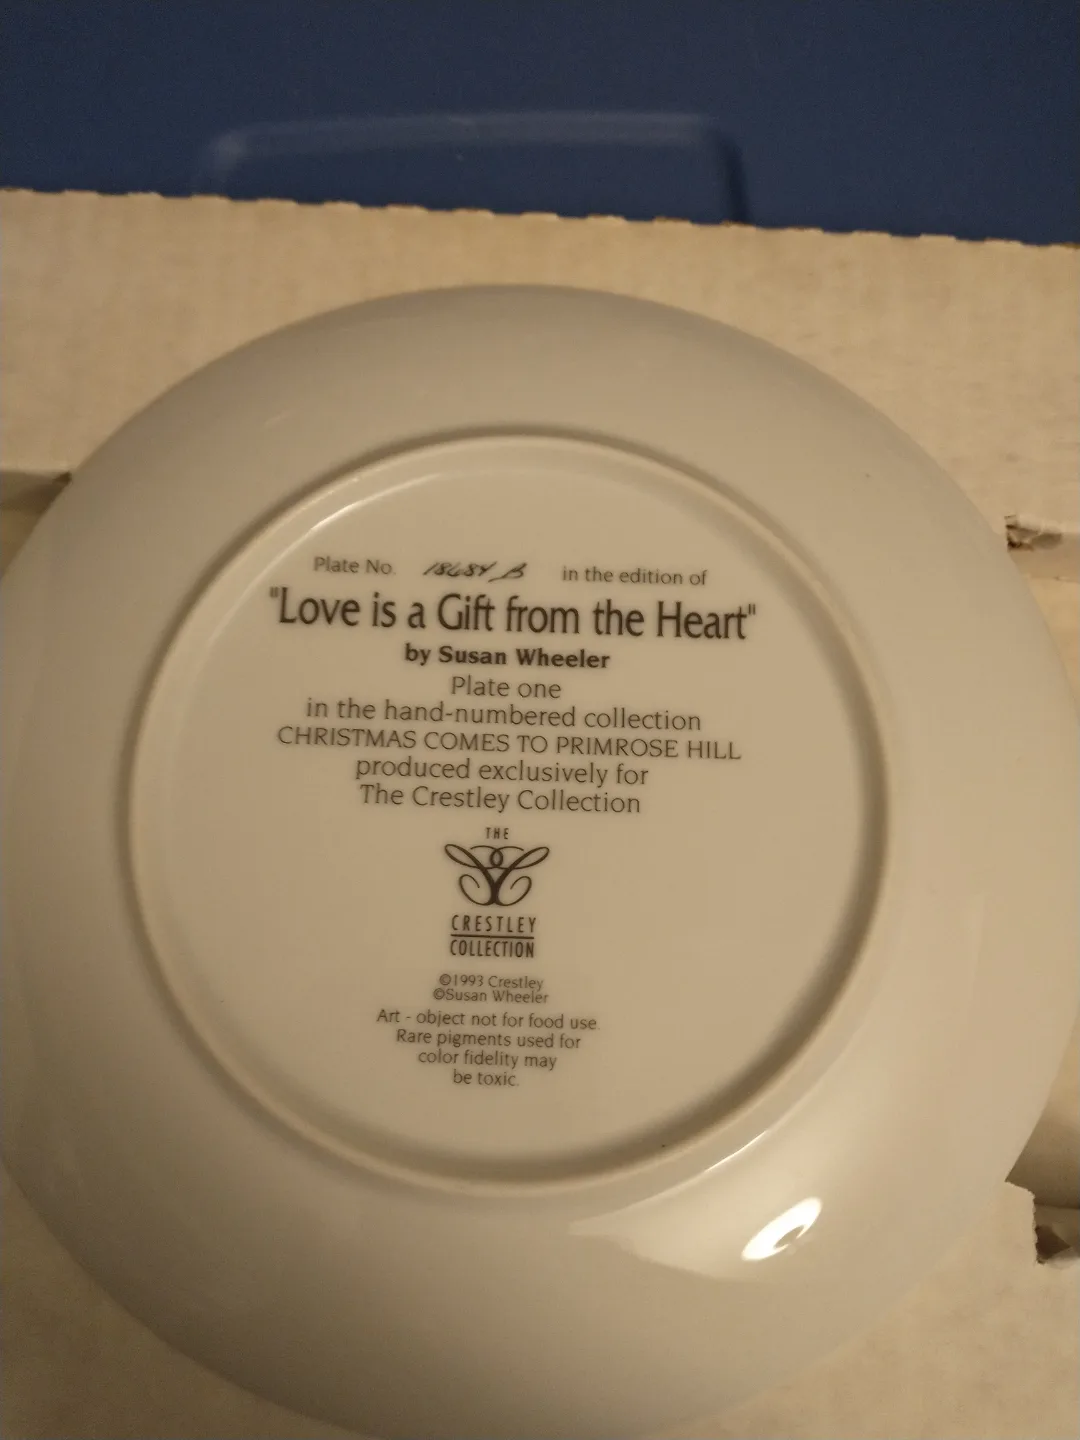 Plate No. 18684 B in the edition of
"Love is a Gift from the Heart"
by Susan Wheeler
Plate one
in the hand-numbered collection
CHRISTMAS COMES TO PRIMROSE HILL
produced exclusively for
The Crestley Collection
THE
CRESTLEY
COLLECTION
©1993 Crestley
©Susan Wheeler
Art - object not for food use.
Rare pigments used for
color fidelity may
be toxic.